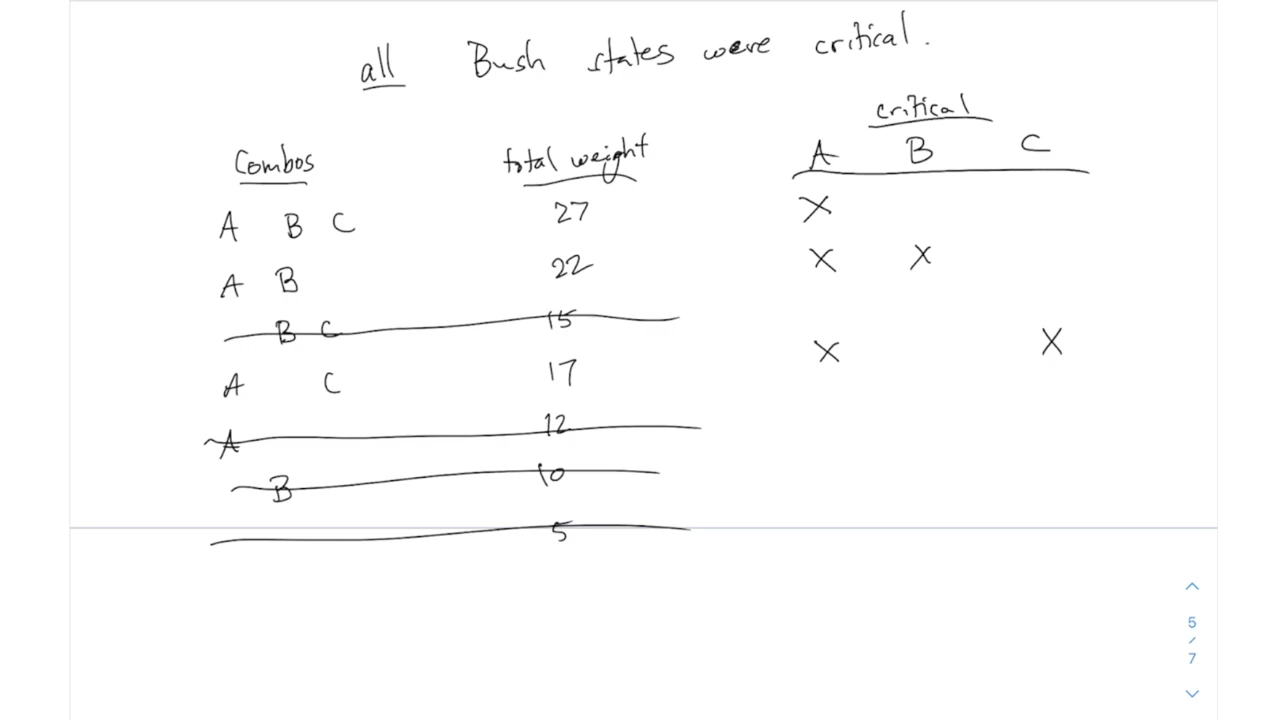 all Bush states were critical.
critical
Combos total weight A B C
A B C 27 X
A B 22 X X
B C 15
A C 17 X X
A 12
B 10
5
5
/
7